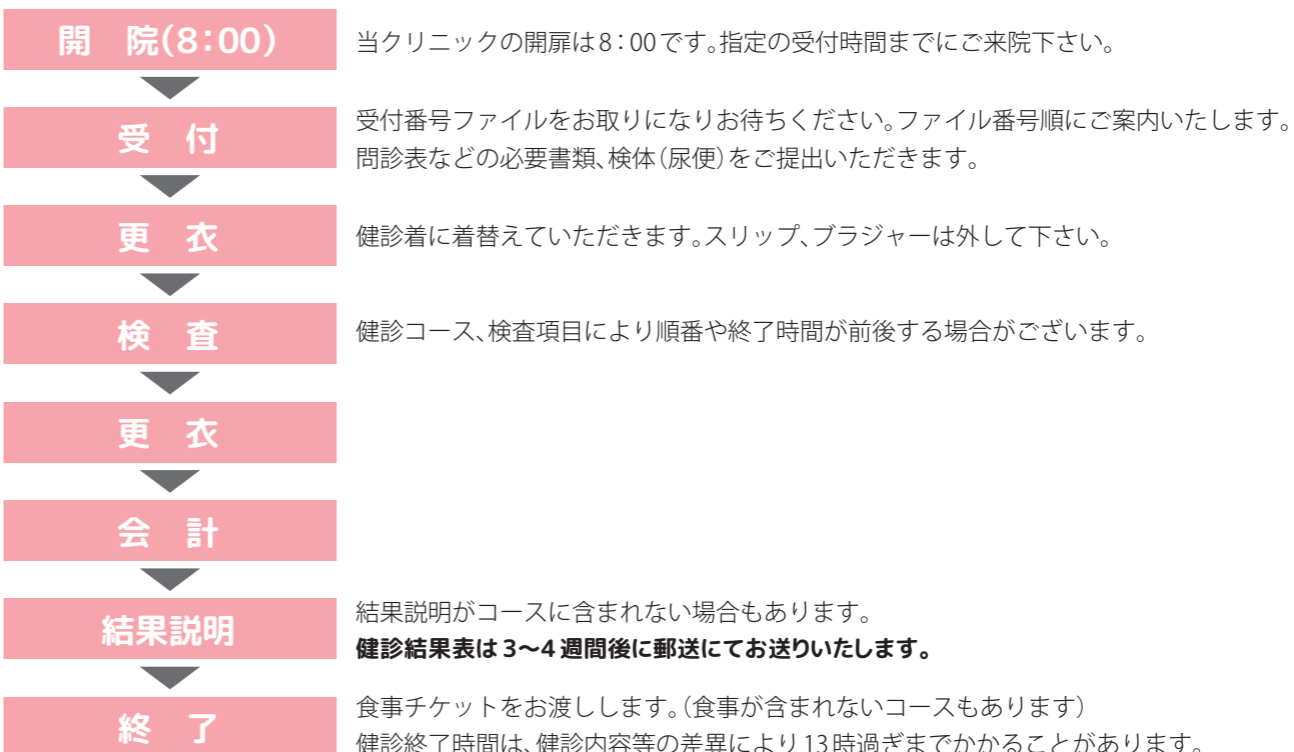 開　院(8：00)
当クリニックの開扉は8：00です。指定の受付時間までにご来院下さい。
受　付
受付番号ファイルをお取りになりお待ちください。ファイル番号順にご案内いたします。
問診表などの必要書類、検体(尿便)をご提出いただきます。
更　衣
健診着に着替えていただきます。スリップ、ブラジャーは外して下さい。
検　査
健診コース、検査項目により順番や終了時間が前後する場合がございます。
更　衣
会　計
結果説明
結果説明がコースに含まれない場合もあります。
健診結果表は3〜4週間後に郵送にてお送りいたします。
終　了
食事チケットをお渡しします。(食事が含まれないコースもあります)
健診終了時間は、健診内容等の差異により13時過ぎまでかかることがあります。